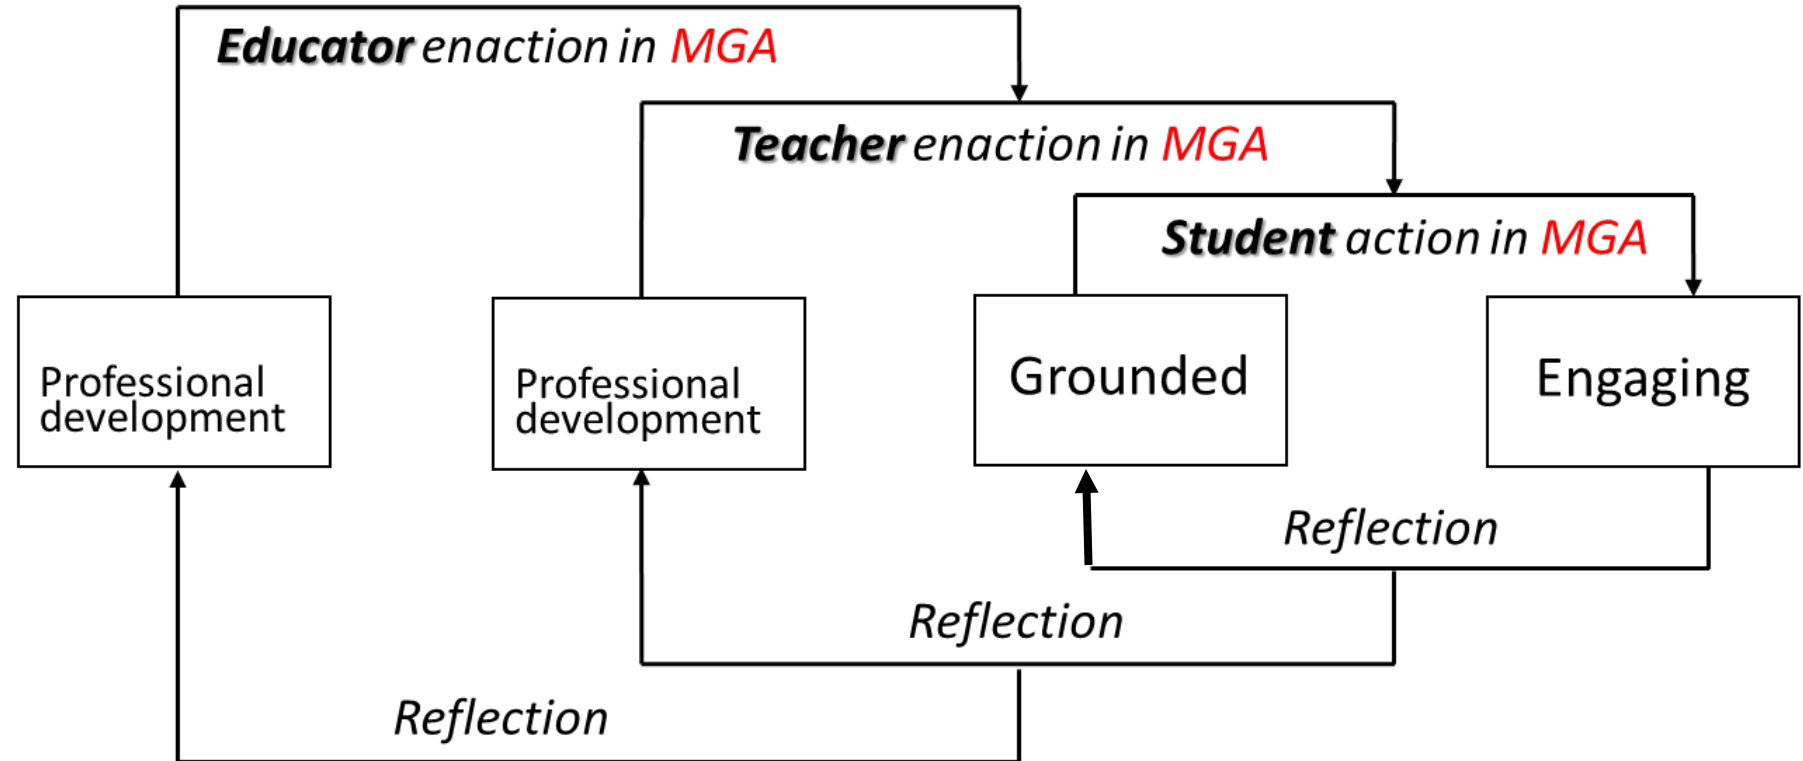 Educator enaction in MGA
Teacher enaction in MGA
Student action in MGA
Professional
development
Professional
development
Grounded
Engaging
Reflection
Reflection
Reflection